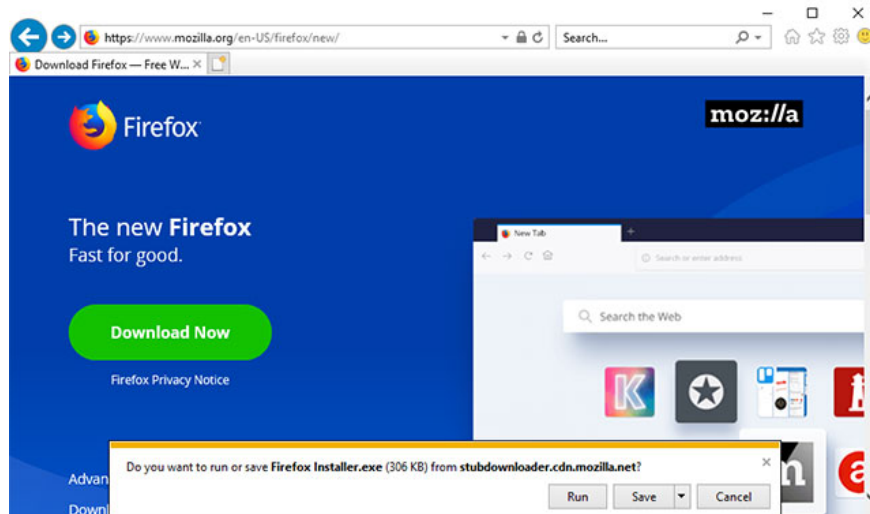 https://www.mozilla.org/en-US/firefox/new/
Search...
Download Firefox — Free W...
Firefox
moz://a
The new Firefox
Fast for good.
New Tab
Search or enter address
Search the Web
Download Now
Firefox Privacy Notice
Do you want to run or save Firefox Installer.exe (306 KB) from stubdownloader.cdn.mozilla.net?
Run Save Cancel
Advan
Downl